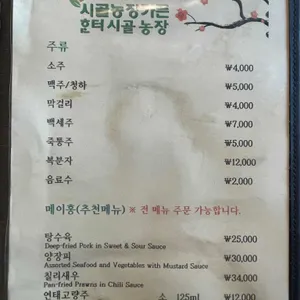 시골농장가든
훈터시골농장
주류
소주 ₩4,000
맥주/청하 ₩5,000
막걸리 ₩4,000
백세주 ₩7,000
죽통주 ₩5,000
복분자 ₩12,000
음료수 ₩2,000
메이홍(추천메뉴) ※ 전 메뉴 주문 가능합니다.
탕수육 ₩25,000
Deep-fried Pork in Sweet & Sour Sauce
양장피 ₩30,000
Assorted Seafood and Vegetables with Mustard Sauce
칠리새우 ₩34,000
Pan-fried Prawns in Chili Sauce
연태고량주 소 125ml ₩12,000